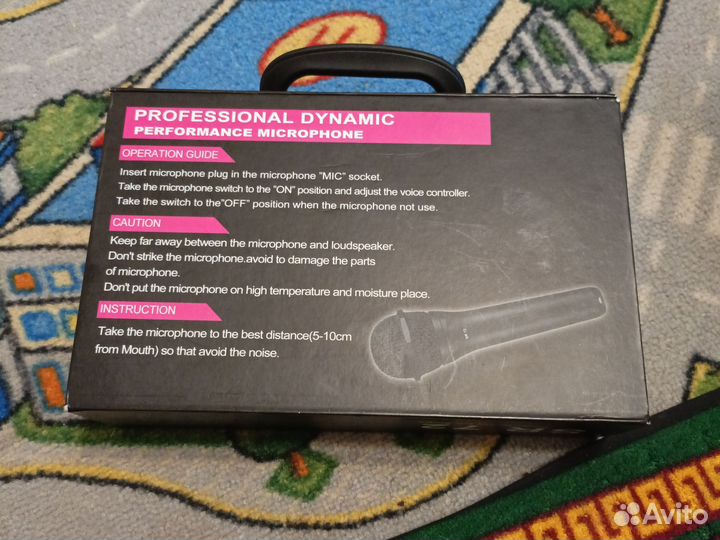 PROFESSIONAL DYNAMIC
PERFORMANCE MICROPHONE
OPERATION GUIDE
Insert microphone plug in the microphone "MIC" socket.
Take the microphone switch to the "ON" position and adjust the voice controller.
Take the switch to the"OFF" position when the microphone not use.
CAUTION
Keep far away between the microphone and loudspeaker.
Don't strike the microphone.avoid to damage the parts
of microphone.
Don't put the microphone on high temperature and moisture place.
INSTRUCTION
Take the microphone to the best distance(5-10cm
from Mouth) so that avoid the noise.
Avito